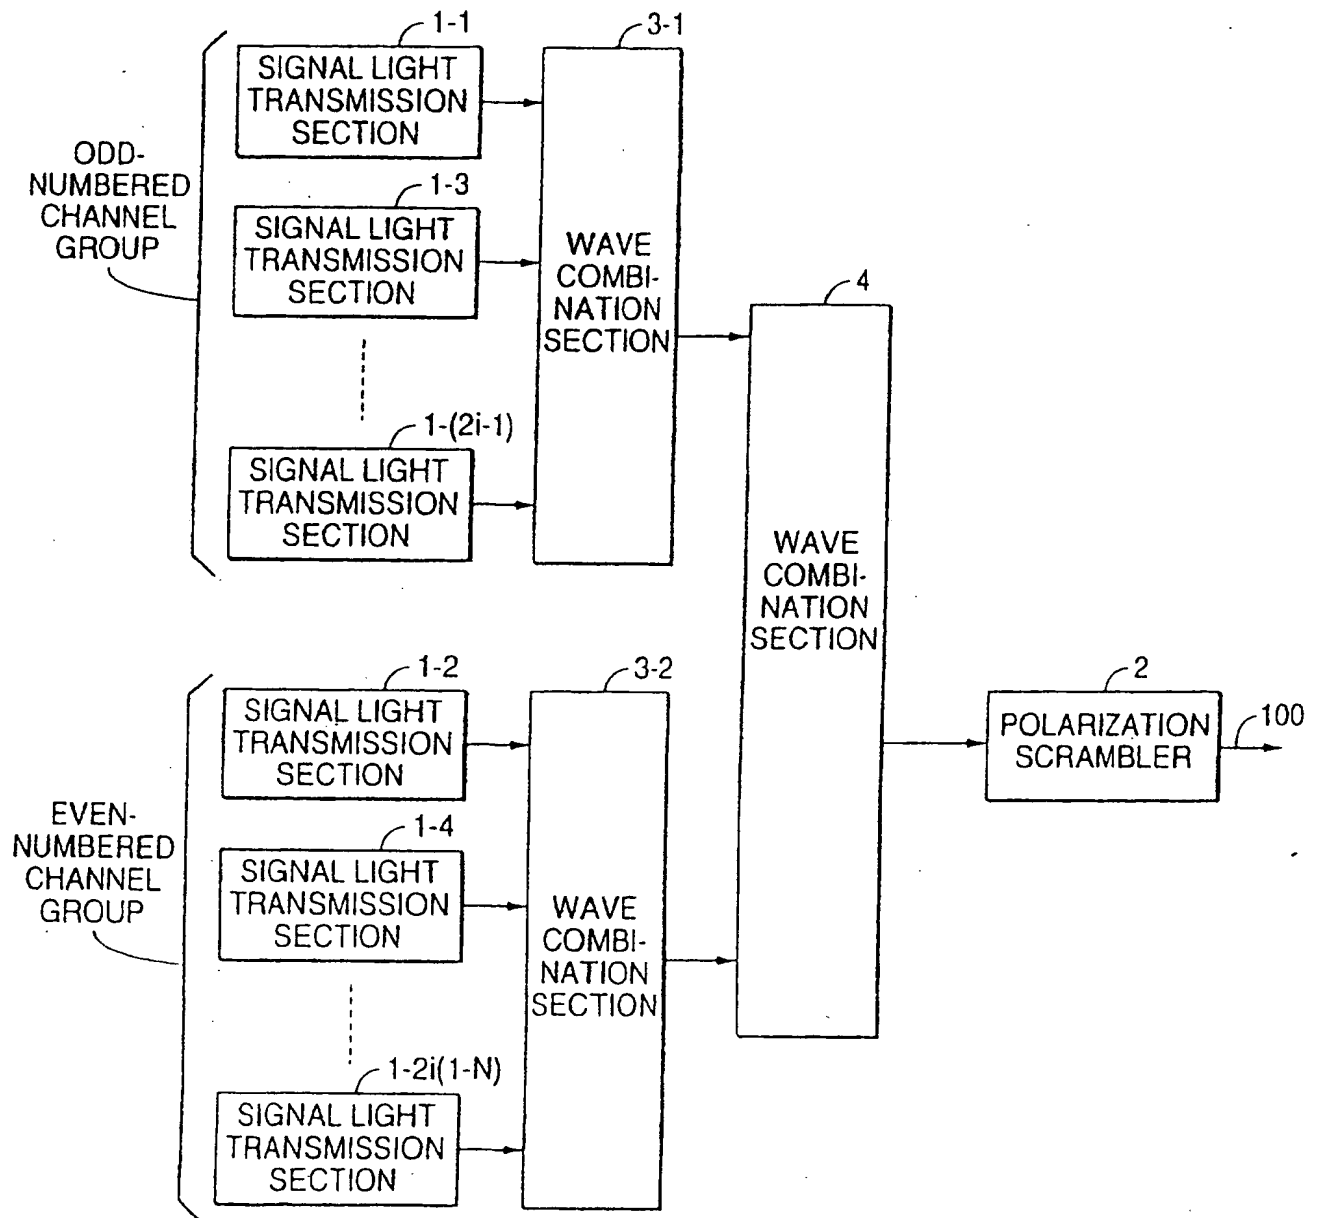 1-1
SIGNAL LIGHT
TRANSMISSION
SECTION
3-1
ODD-
NUMBERED
CHANNEL
GROUP
1-3
SIGNAL LIGHT
TRANSMISSION
SECTION
WAVE
COMBI-
NATION
SECTION
1-(2i-1)
SIGNAL LIGHT
TRANSMISSION
SECTION
4
WAVE
COMBI-
NATION
SECTION
1-2
SIGNAL LIGHT
TRANSMISSION
SECTION
3-2
EVEN-
NUMBERED
CHANNEL
GROUP
1-4
SIGNAL LIGHT
TRANSMISSION
SECTION
WAVE
COMBI-
NATION
SECTION
1-2i(1-N)
SIGNAL LIGHT
TRANSMISSION
SECTION
2
POLARIZATION
SCRAMBLER
100